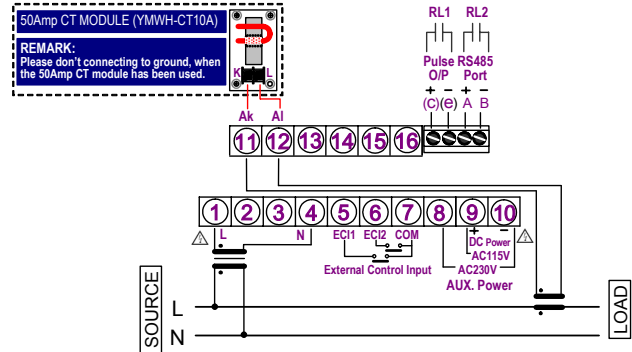 50Amp CT MODULE (YMWH-CT10A)
REMARK:
Please don't connecting to ground, when
the 50Amp CT module has been used.
K L
Ak Al
RL1 RL2
Pulse RS485
O/P Port
+ − + −
(c) (e) A B
11 12 13 14 15 16
1 2 3 4 5 6 7 8 9 10
L N ECI1 ECI2 COM + −
DC Power
AC115V
External Control Input AC230V
AUX. Power
SOURCE
L
N
LOAD